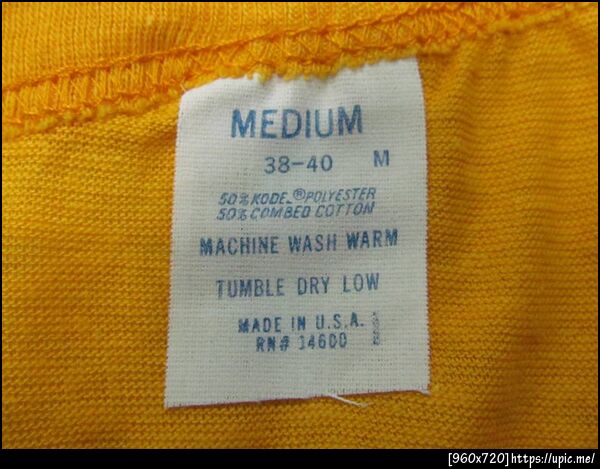 MEDIUM
38-40 M
50% KODEL®POLYESTER
50% COMBED COTTON
MACHINE WASH WARM
TUMBLE DRY LOW
MADE IN U.S.A.
RN# 14600
[960x720]https://upic.me/